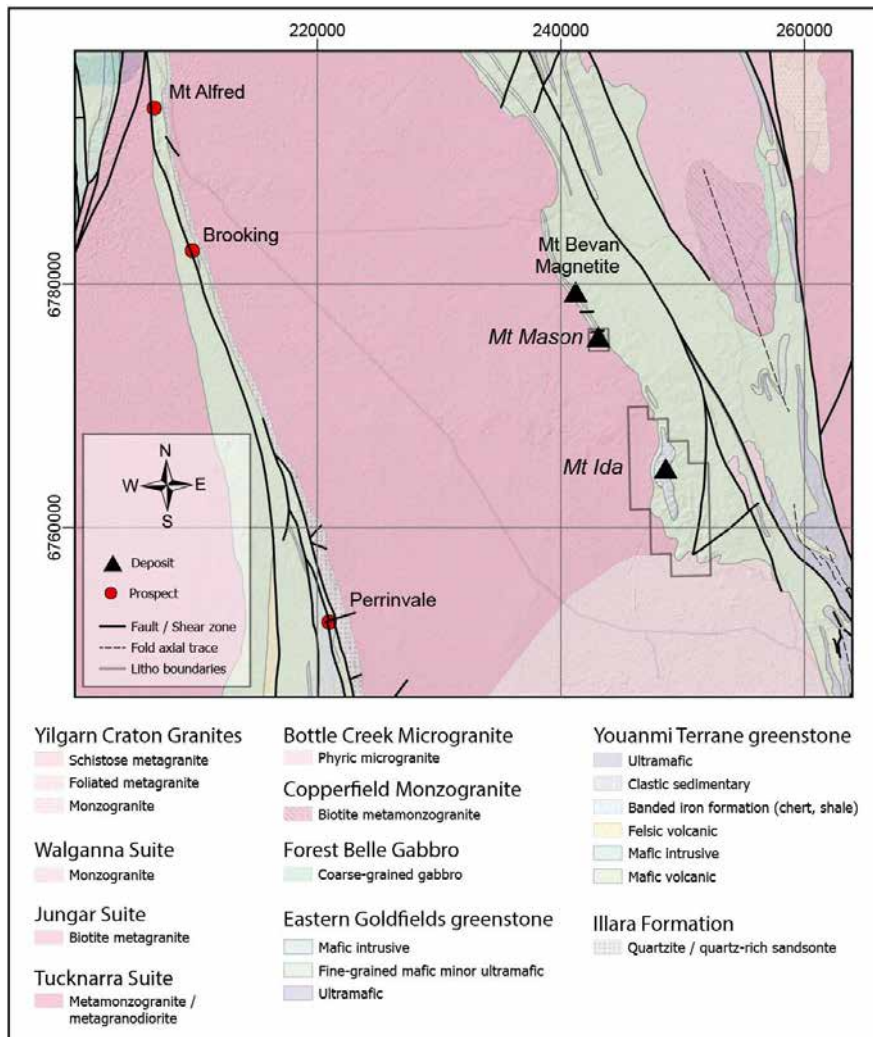 220000
240000
260000
Mt Alfred
Brooking
6780000
Mt Bevan
Magnetite
Mt Mason
Mt Ida
6760000
Perrinvale
N
W E
S
Deposit
Prospect
Fault / Shear zone
Fold axial trace
Litho boundaries
Yilgarn Craton Granites
Schistose metagranite
Foliated metagranite
Monzogranite
Walganna Suite
Monzogranite
Jungar Suite
Biotite metagranite
Tucknarra Suite
Metamonzogranite /
metagranodiorite
Bottle Creek Microgranite
Phyric microgranite
Copperfield Monzogranite
Biotite metamonzogranite
Forest Belle Gabbro
Coarse-grained gabbro
Eastern Goldfields greenstone
Mafic intrusive
Fine-grained mafic minor ultramafic
Ultramafic
Youanmi Terrane greenstone
Ultramafic
Clastic sedimentary
Banded iron formation (chert, shale)
Felsic volcanic
Mafic intrusive
Mafic volcanic
Illara Formation
Quartzite / quartz-rich sandsonte